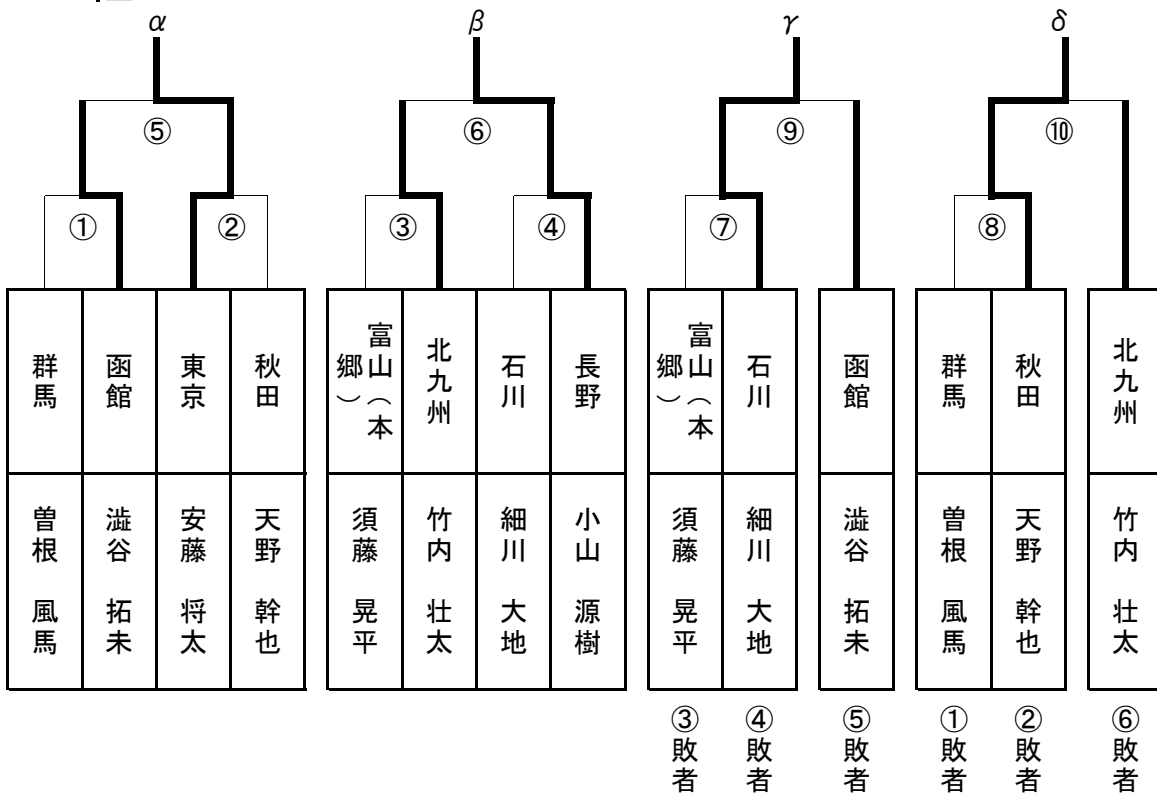 α
β
γ
δ
⑤
⑥
⑨
⑩
①
②
③
④
⑦
⑧
群馬
函館
東京
秋田
富山（本郷）
北九州
石川
長野
富山（本郷）
石川
函館
群馬
秋田
北九州
曽根 風馬
澁谷 拓未
安藤 将太
天野 幹也
須藤 晃平
竹内 壮太
細川 大地
小山 源樹
須藤 晃平
細川 大地
澁谷 拓未
曽根 風馬
天野 幹也
竹内 壮太
③敗者
④敗者
⑤敗者
①敗者
②敗者
⑥敗者